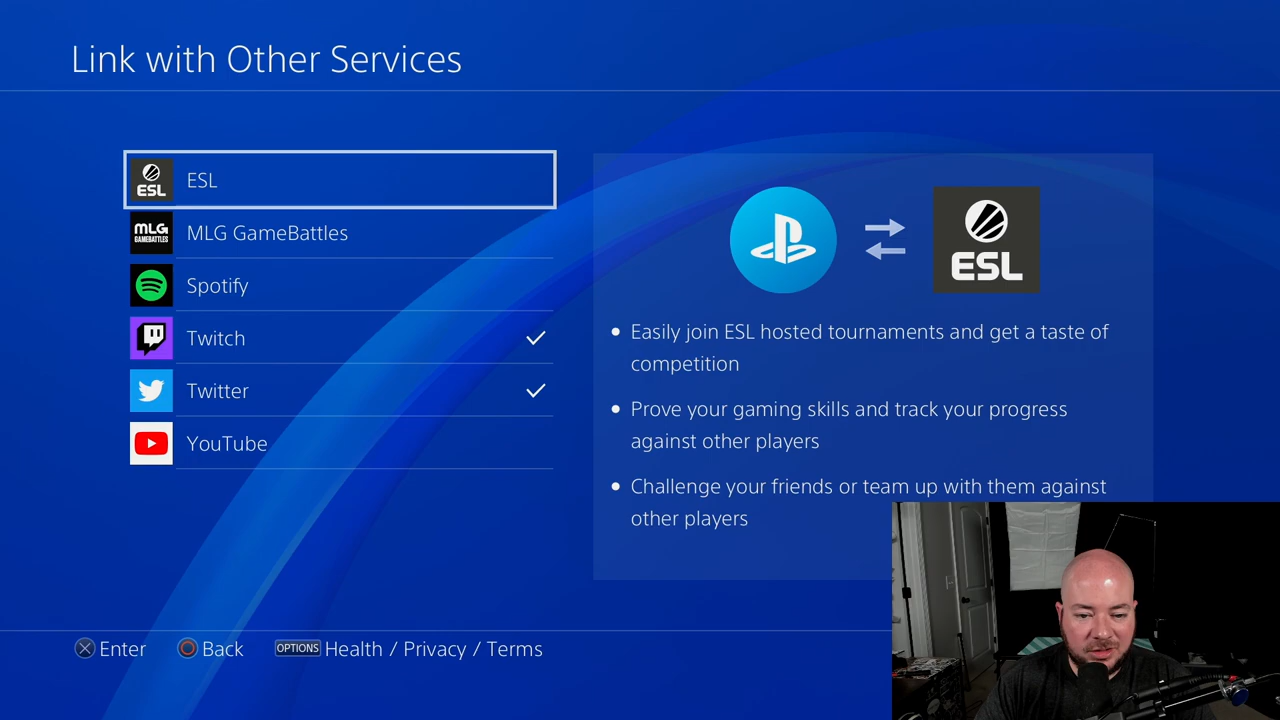 Link with Other Services
ESL
ESL
MLG
GAMEBATTLES
MLG GameBattles
Spotify
Twitch
Twitter
YouTube
ESL
Easily join ESL hosted tournaments and get a taste of
competition
Prove your gaming skills and track your progress
against other players
Challenge your friends or team up with them against
other players
Enter
Back
OPTIONS Health / Privacy / Terms